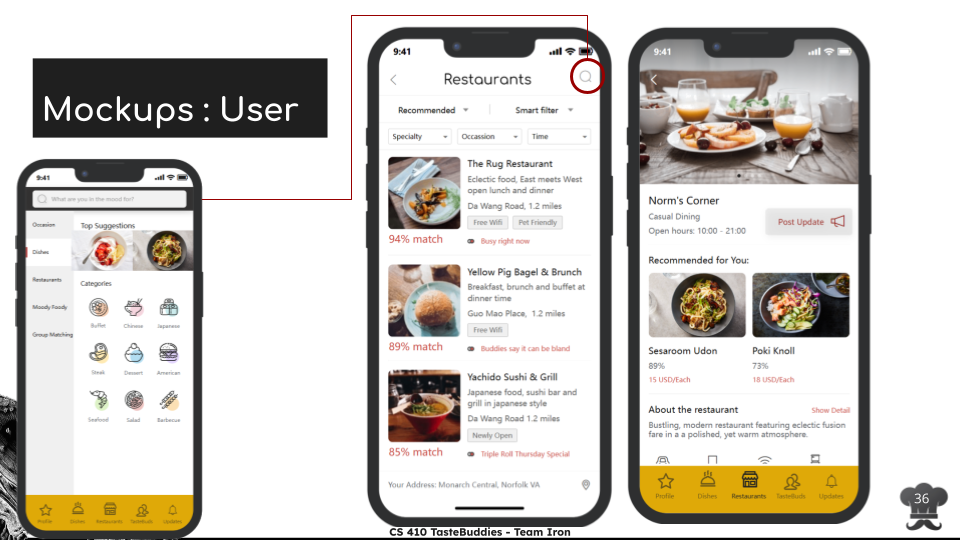 Mockups : User
9:41
What are you in the mood for?
Occasion
Dishes
Restaurants
Moody Foody
Group Matching
Top Suggestions
Categories
Buffet
Chinese
Japanese
Steak
Dessert
American
Seafood
Salad
Barbecue
Profile
Dishes
Restaurants
TasteBuds
Updates
9:41
Restaurants
Recommended
Smart filter
Specialty
Occassion
Time
The Rug Restaurant
Eclectic food, East meets West
open lunch and dinner
Da Wang Road, 1.2 miles
Free Wifi
Pet Friendly
94% match
Busy right now
Yellow Pig Bagel & Brunch
Breakfast, brunch and buffet at
dinner time
Guo Mao Place, 1.2 miles
Free Wifi
89% match
Buddies say it can be bland
Yachido Sushi & Grill
Japanese food, sushi bar and
grill in japanese style
Da Wang Road 1.2 miles
Newly Open
85% match
Triple Roll Thursday Special
Your Address: Monarch Central, Norfolk VA
9:41
Norm's Corner
Casual Dining
Open hours: 10:00 - 21:00
Post Update
Recommended for You:
Sesaroom Udon
89%
15 USD/Each
Poki Knoll
73%
18 USD/Each
About the restaurant
Show Detail
Bustling, modern restaurant featuring eclectic fusion
fare in a a polished, yet warm atmosphere.
Profile
Dishes
Restaurants
TasteBuds
Updates
CS 410 TasteBuddies - Team Iron
36